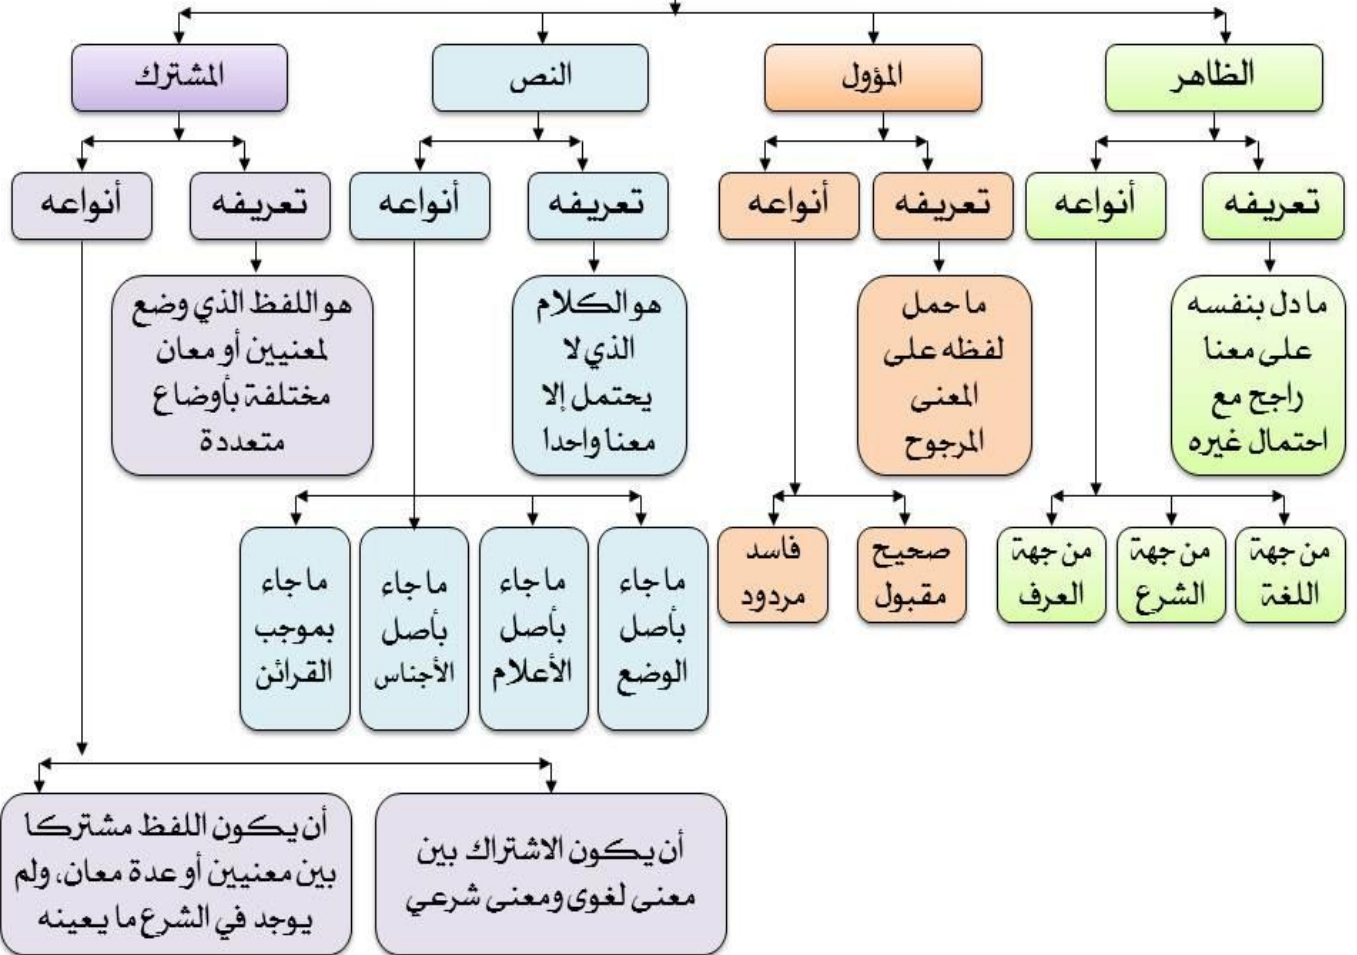 الظاهر
المؤول
النص
المشترك
تعريفه
أنواعه
تعريفه
أنواعه
تعريفه
أنواعه
تعريفه
أنواعه
ما دل بنفسه
على معنا
راجح مع
احتمال غيره
ما حمل
لفظه على
المعنى
المرجوح
هو الكلام
الذي لا
يحتمل إلا
معنا واحدا
هو اللفظ الذي وضع
لمعنيين أو معان
مختلفة بأوضاع
متعددة
من جهة
اللغة
من جهة
الشرع
من جهة
العرف
صحيح
مقبول
فاسد
مردود
ما جاء
بأصل
الوضع
ما جاء
بأصل
الأعلام
ما جاء
بأصل
الأجناس
ما جاء
بموجب
القرائن
أن يكون الاشتراك بين
معنى لغوى ومعنى شرعي
أن يكون اللفظ مشتركا
بين معنيين أو عدة معان، ولم
يوجد في الشرع ما يعينه